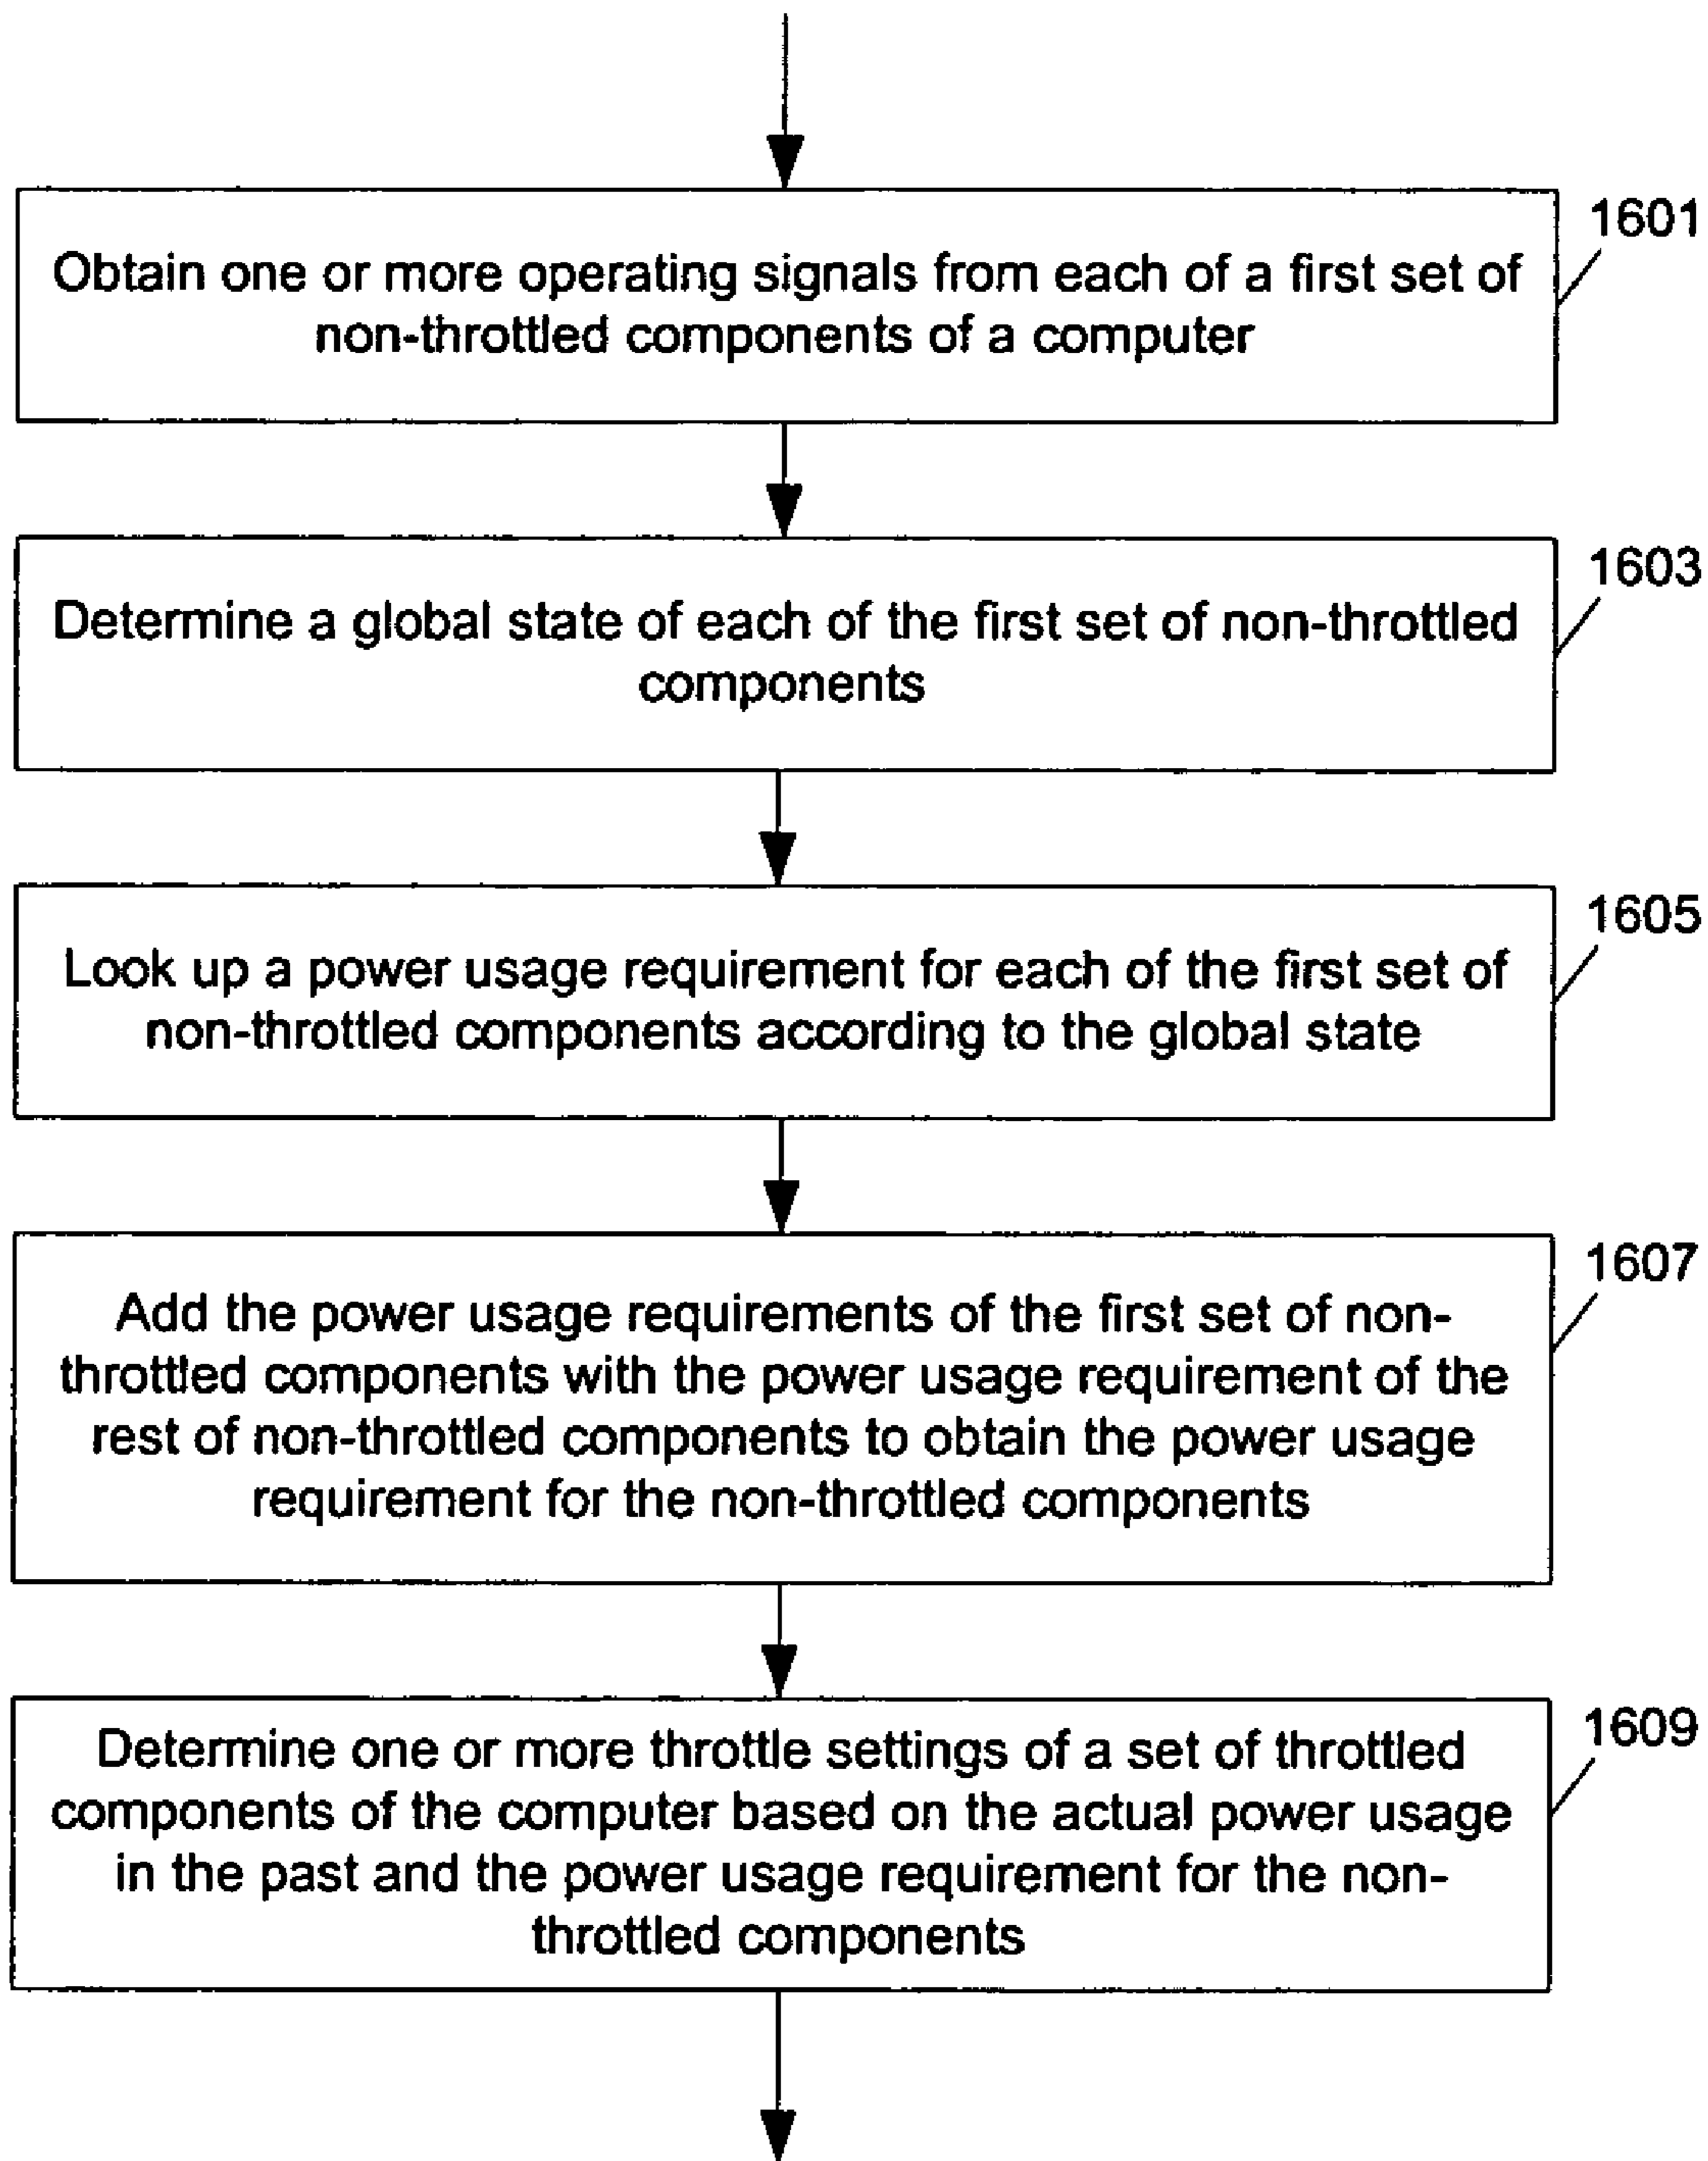 1601
Obtain one or more operating signals from each of a first set of
non-throttled components of a computer
1603
Determine a global state of each of the first set of non-throttled
components
1605
Look up a power usage requirement for each of the first set of
non-throttled components according to the global state
1607
Add the power usage requirements of the first set of non-
throttled components with the power usage requirement of the
rest of non-throttled components to obtain the power usage
requirement for the non-throttled components
1609
Determine one or more throttle settings of a set of throttled
components of the computer based on the actual power usage
in the past and the power usage requirement for the non-
throttled components